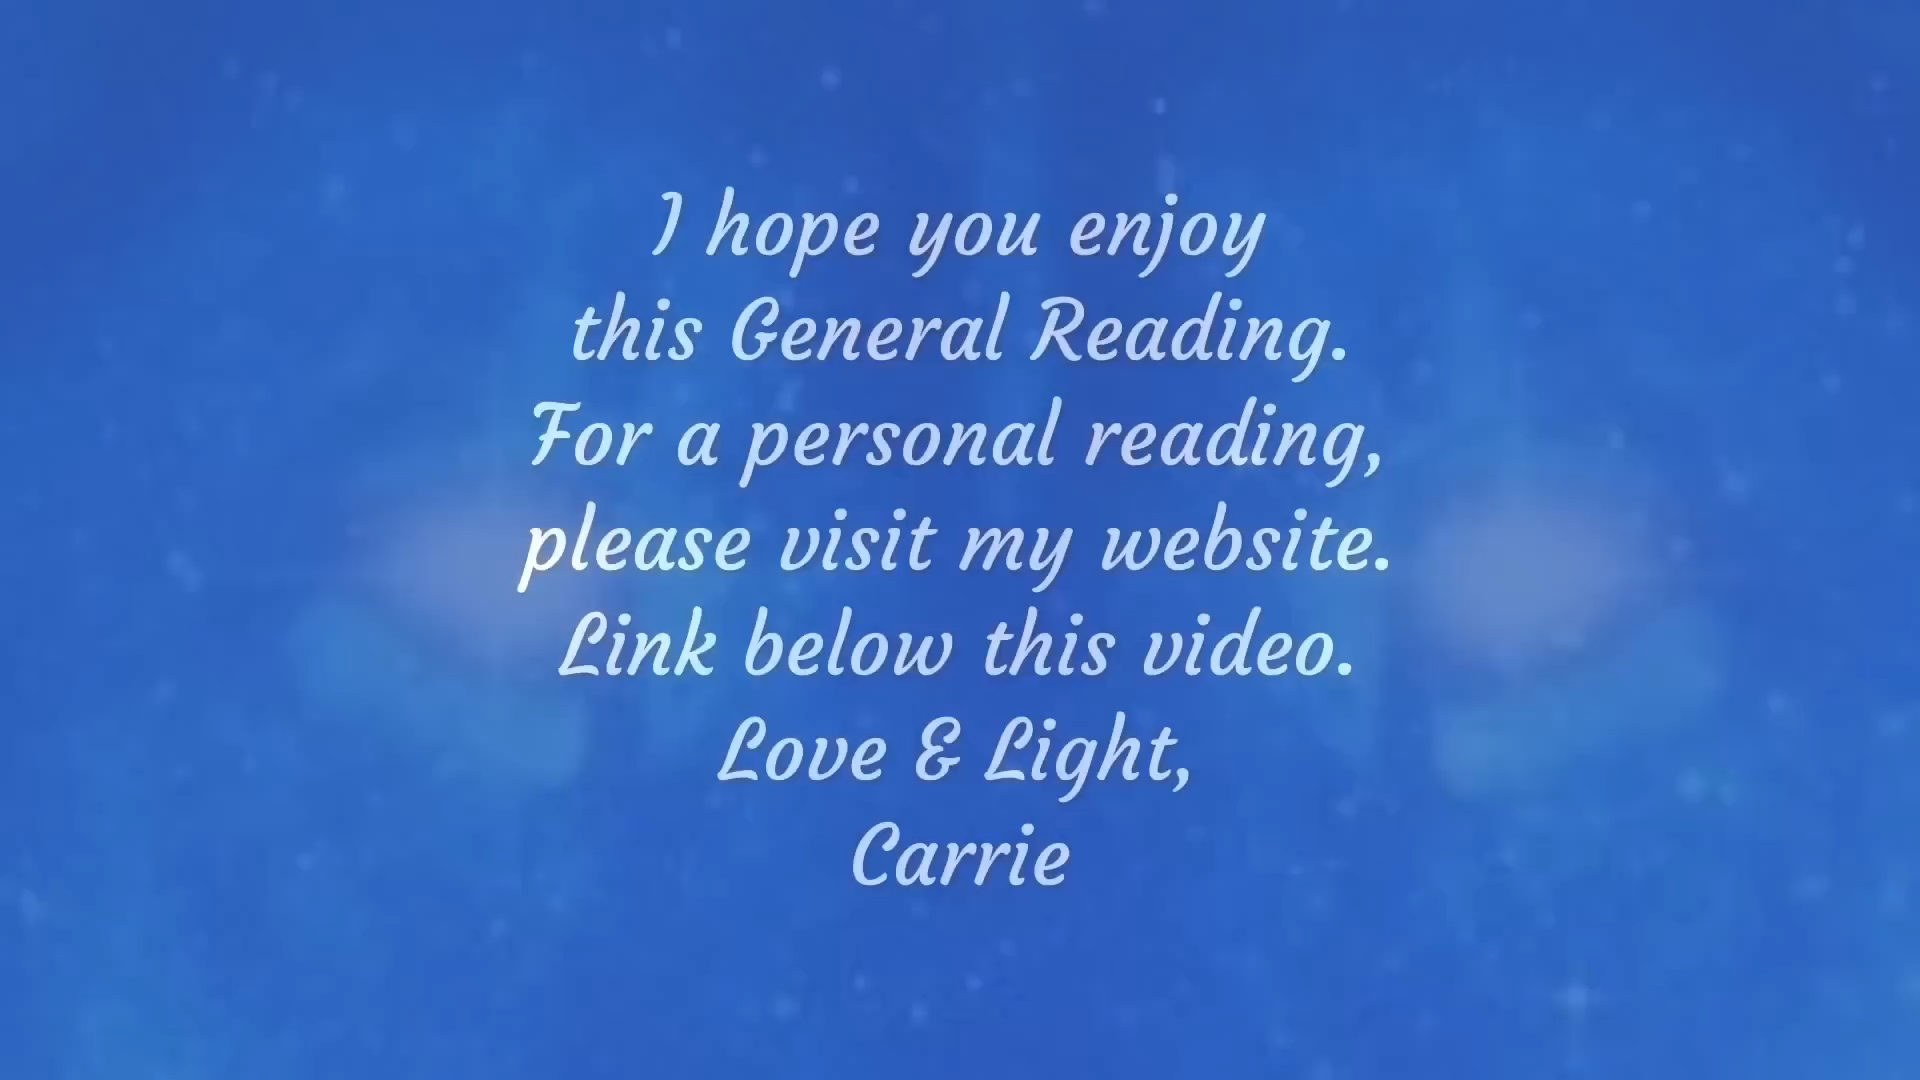 I hope you enjoy
this General Reading.
For a personal reading,
please visit my website.
Link below this video.
Love & Light,
Carrie